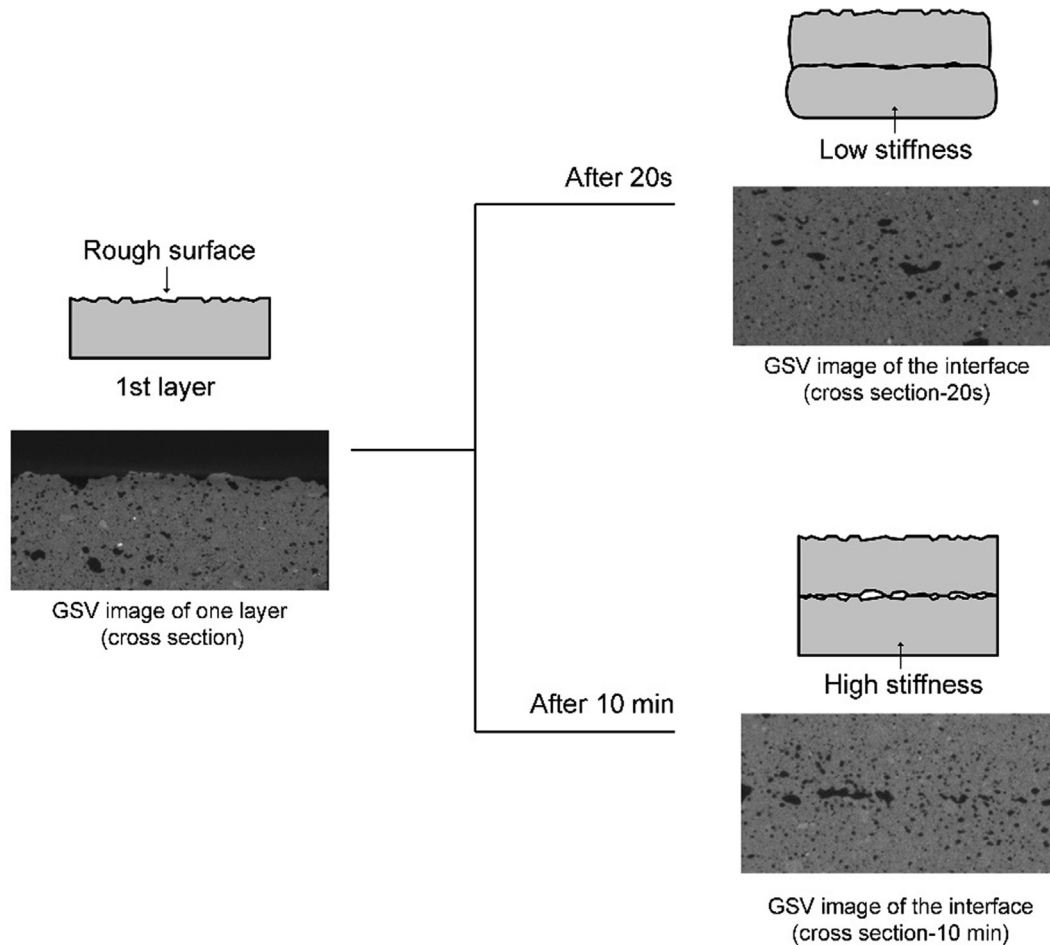 Rough surface
1st layer
GSV image of one layer
(cross section)
After 20s
Low stiffness
GSV image of the interface
(cross section-20s)
After 10 min
High stiffness
GSV image of the interface
(cross section-10 min)